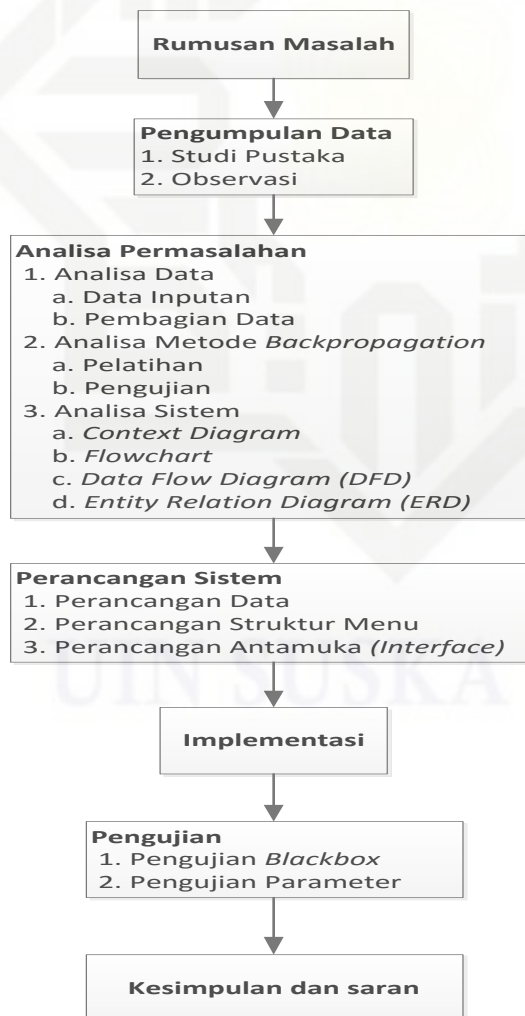 Rumusan Masalah
Pengumpulan Data
1. Studi Pustaka
2. Observasi
Analisa Permasalahan
1. Analisa Data
a. Data Inputan
b. Pembagian Data
2. Analisa Metode Backpropagation
a. Pelatihan
b. Pengujian
3. Analisa Sistem
a. Context Diagram
b. Flowchart
c. Data Flow Diagram (DFD)
d. Entity Relation Diagram (ERD)
Perancangan Sistem
1. Perancangan Data
2. Perancangan Struktur Menu
3. Perancangan Antamuka (Interface)
UIN SUSKA
Implementasi
Pengujian
1. Pengujian Blackbox
2. Pengujian Parameter
Kesimpulan dan saran